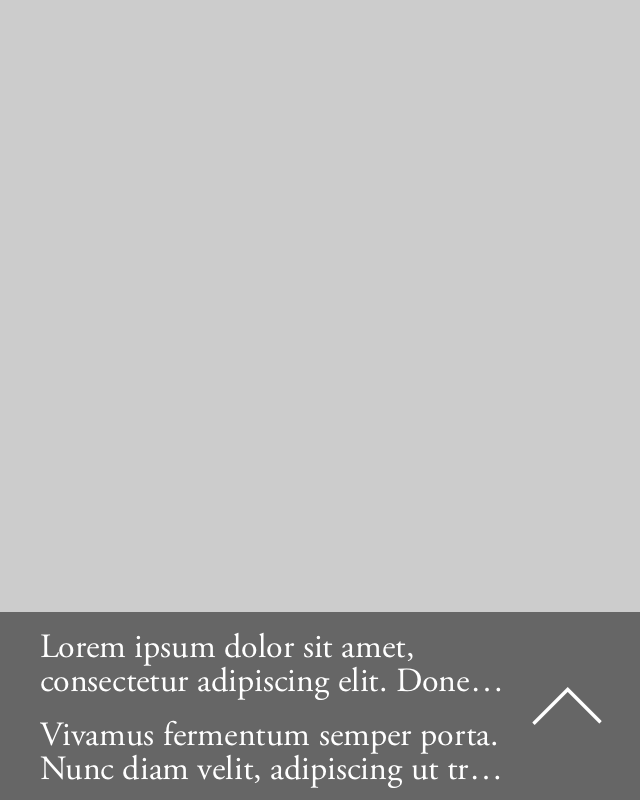 Lorem ipsum dolor sit amet,
consectetur adipiscing elit. Done…
Vivamus fermentum semper porta.
Nunc diam velit, adipiscing ut tr…